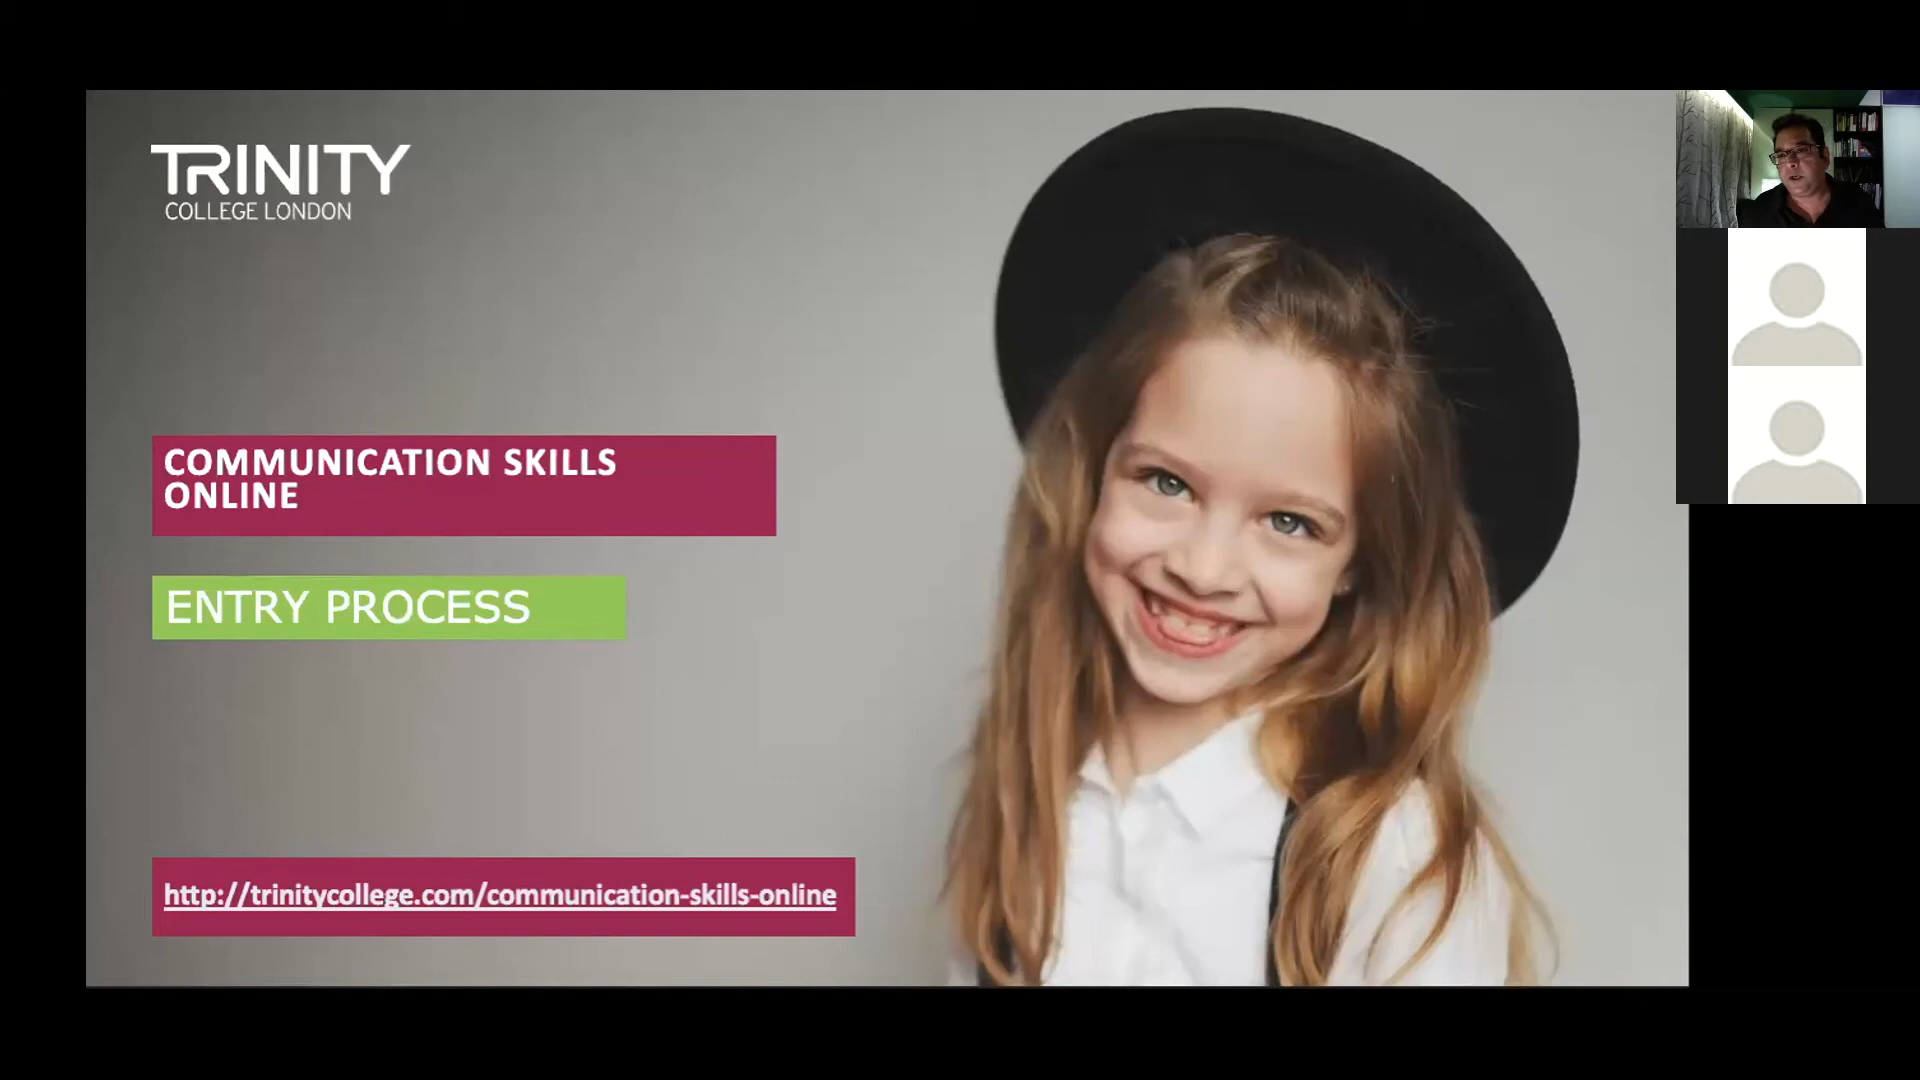 TRINITY
COLLEGE LONDON
COMMUNICATION SKILLS
ONLINE
ENTRY PROCESS
http://trinitycollege.com/communication-skills-online